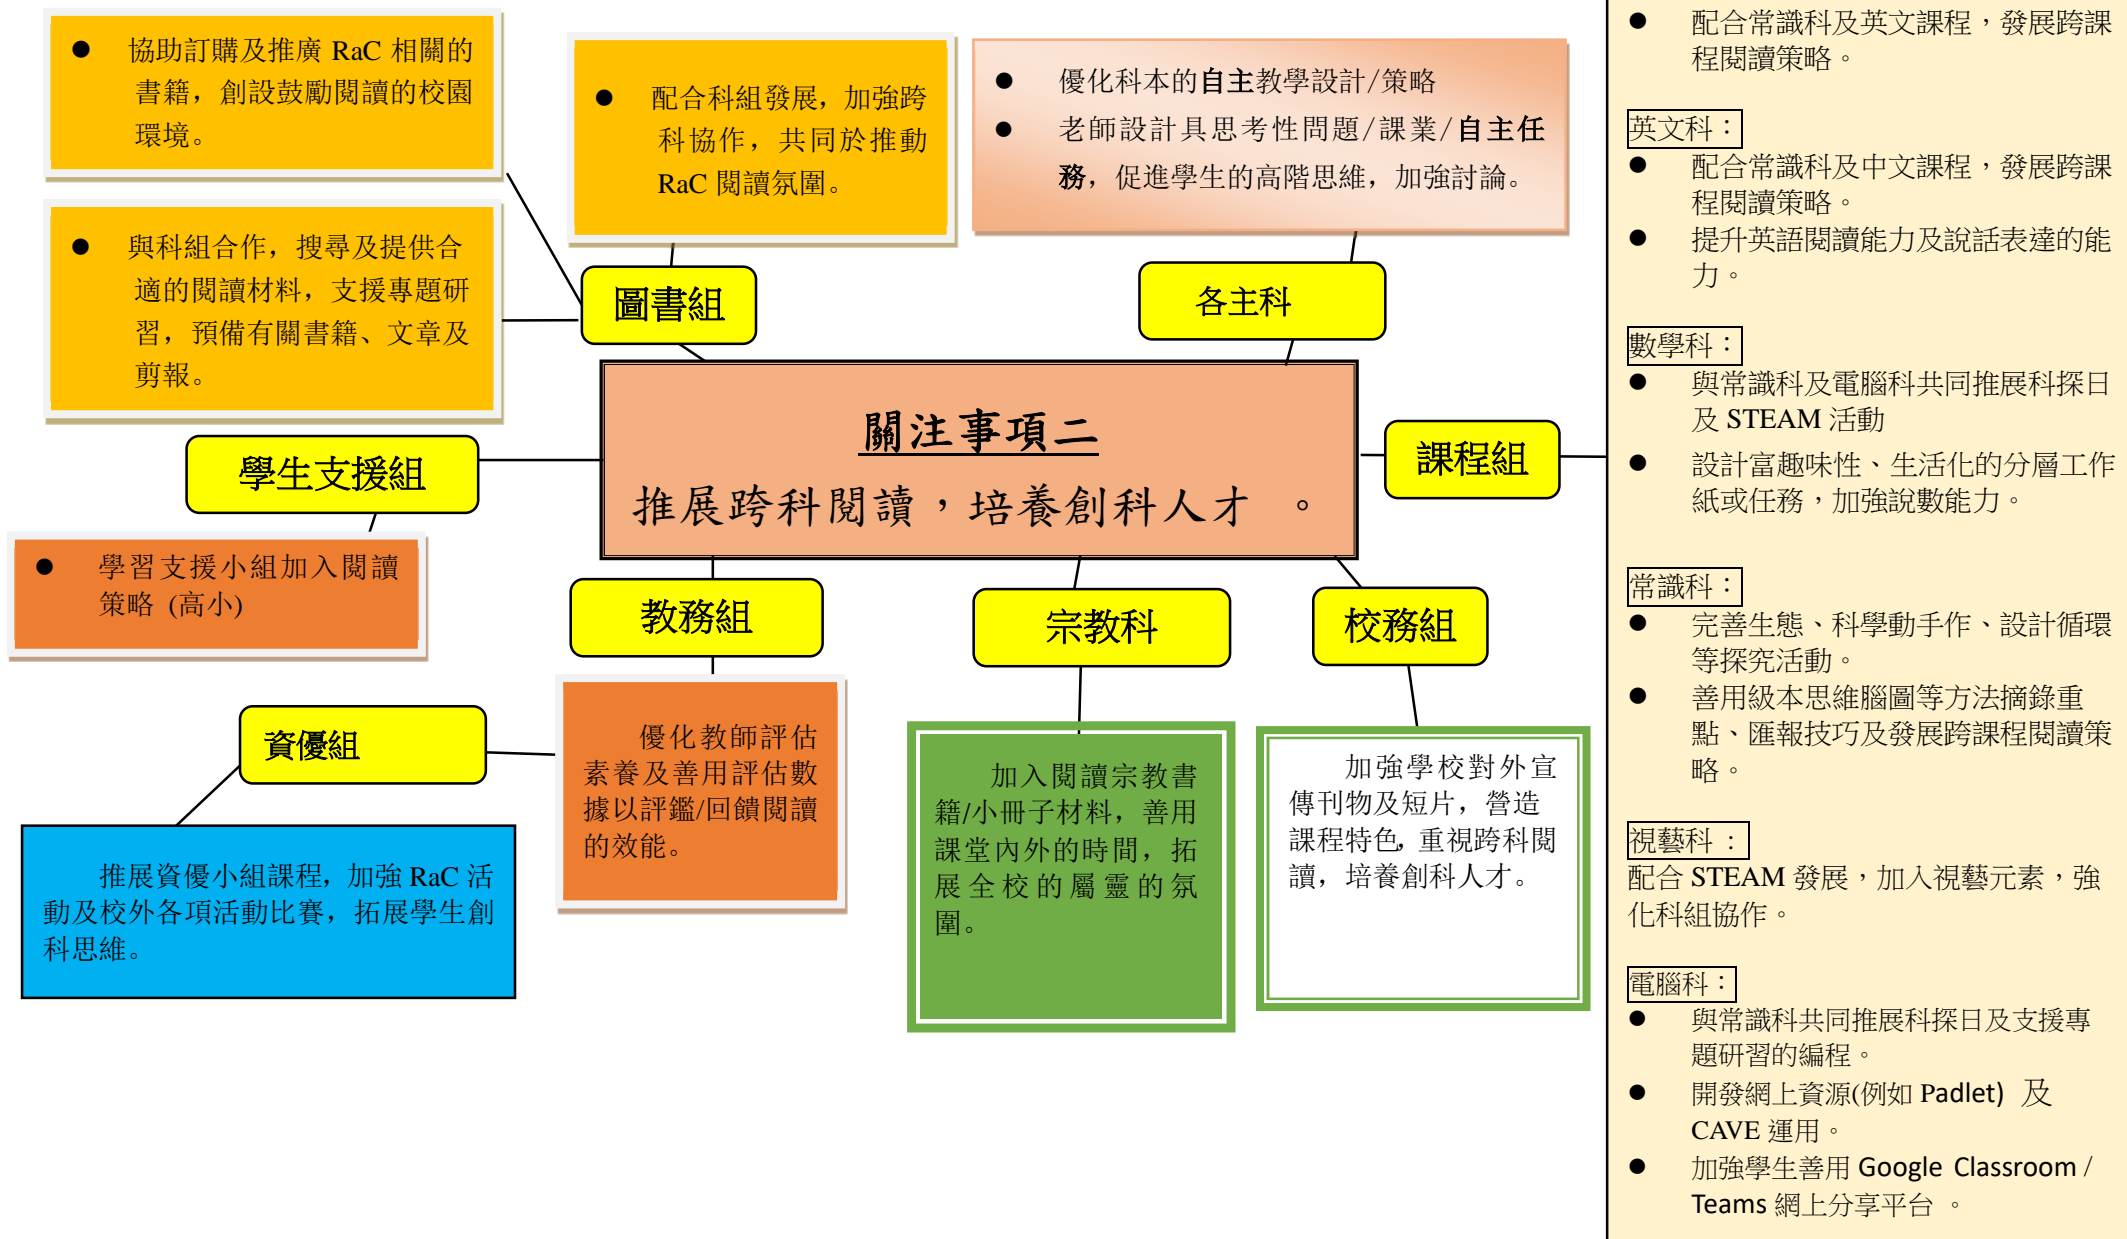 ● 協助訂購及推廣 RaC 相關的
書籍，創設鼓勵閱讀的校園
環境。
● 配合科組發展，加強跨
科協作，共同於推動
RaC 閱讀氛圍。
● 優化科本的自主教學設計/策略
● 老師設計具思考性問題/課業/自主任
務，促進學生的高階思維，加強討論。
● 與科組合作，搜尋及提供合
適的閱讀材料，支援專題研
習，預備有關書籍、文章及
剪報。
圖書組
各主科
關注事項二
推展跨科閱讀，培養創科人才 。
課程組
學生支援組
● 學習支援小組加入閱讀
策略 (高小)
教務組
宗教科
校務組
資優組
優化教師評估
素養及善用評估數
據以評鑑/回饋閱讀
的效能。
加入閱讀宗教書
籍/小冊子材料，善用
課堂內外的時間，拓
展全校的屬靈的氛
圍。
加強學校對外宣
傳刊物及短片，營造
課程特色，重視跨科閱
讀，培養創科人才。
推展資優小組課程，加強 RaC 活
動及校外各項活動比賽，拓展學生創
科思維。
● 配合常識科及英文課程，發展跨課
程閱讀策略。
英文科：
● 配合常識科及中文課程，發展跨課
程閱讀策略。
● 提升英語閱讀能力及說話表達的能
力。
數學科：
● 與常識科及電腦科共同推展科探日
及 STEAM 活動
● 設計富趣味性、生活化的分層工作
紙或任務，加強說數能力。
常識科：
● 完善生態、科學動手作、設計循環
等探究活動。
● 善用級本思維腦圖等方法摘錄重
點、匯報技巧及發展跨課程閱讀策
略。
視藝科 ：
配合 STEAM 發展，加入視藝元素，強
化科組協作。
電腦科：
● 與常識科共同推展科探日及支援專
題研習的編程。
● 開發網上資源(例如 Padlet) 及
CAVE 運用。
● 加強學生善用 Google Classroom /
Teams 網上分享平台 。